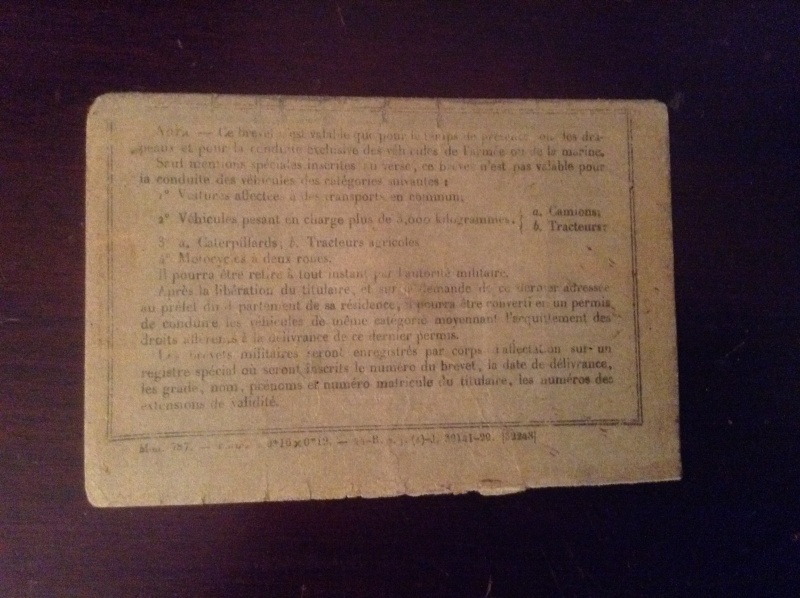 Nota. — Ce brevet n'est valable que pour le temps de présence sous les dra-
peaux et pour la conduite exclusive des véhicules de l'armée ou de la marine.
Sauf mentions spéciales inscrites au verso, ce brevet n'est pas valable pour
la conduite des véhicules des catégories suivantes :
1° Voitures affectées à des transports en commun;
2° Véhicules pesant en charge plus de 3,000 kilogrammes. { a. Camions;
b. Tracteurs;
3° a. Caterpillards; b. Tracteurs agricoles
4° Motocycles à deux roues.
Il pourra être retiré à tout instant par l'autorité militaire.
Après la libération du titulaire, et sur demande de ce dernier adressée
au préfet du département de sa résidence, il pourra être converti en un permis
de conduire les véhicules de même catégorie moyennant l'acquittement des
droits afférents à la délivrance de ce dernier permis.
Les brevets militaires seront enregistrés par corps d'affectation sur un
registre spécial où seront inscrits le numéro du brevet, la date de délivrance,
les grade, nom, prénoms et numéro matricule du titulaire, les numéros des
extensions de validité.
0m19. — 30141-20. [52248]